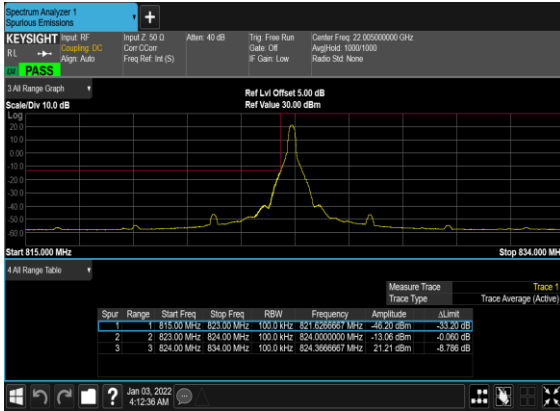 Spectrum Analyzer 1
Spurious Emissions
+
KEYSIGHT Input: RF Input Z: 50 Ω Atten: 40 dB Trig: Free Run Center Freq: 22.005000000 GHz
RL Coupling: DC Corr CCorr Gate: Off Avg|Hold: 1000/1000
Align: Auto Freq Ref: Int (S) IF Gain: Low Radio Std: None
PASS
3 All Range Graph
Ref Lvl Offset 5.00 dB
Scale/Div 10.0 dB Ref Value 30.00 dBm
Log
20.0
10.0
0.00
-10.0
-20.0
-30.0
-40.0
-50.0
-60.0
Start 815.000 MHz Stop 834.000 MH
4 All Range Table
Measure Trace Trace 1
Trace Type Trace Average (Active)
Spur Range Start Freq Stop Freq RBW Frequency Amplitude ΔLimit
1 1 815.00 MHz 823.00 MHz 100.0 kHz 821.6266667 MHz -46.20 dBm -33.20 dB
2 2 823.00 MHz 824.00 MHz 100.0 kHz 824.0000000 MHz -13.06 dBm -0.060 dB
3 3 824.00 MHz 834.00 MHz 100.0 kHz 824.3666667 MHz 21.21 dBm -8.786 dB
? Jan 03, 2022
4:12:36 AM